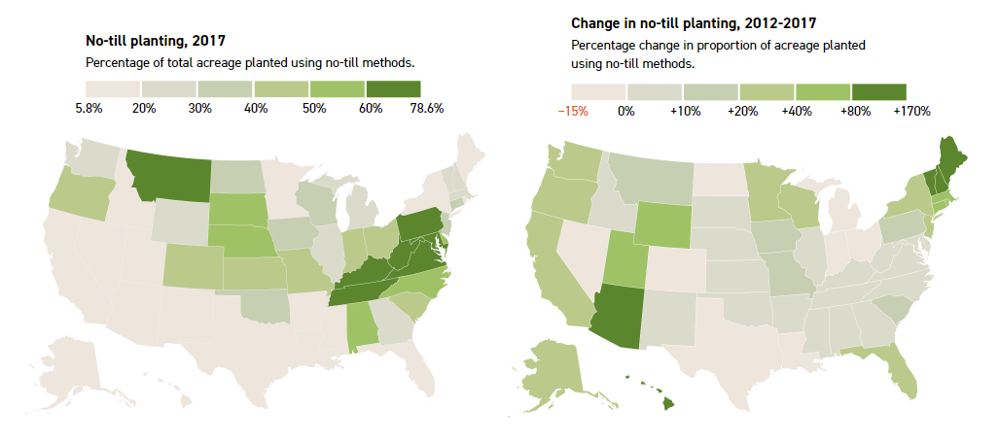 No-till planting, 2017
Percentage of total acreage planted using no-till methods.
5.8% 20% 30% 40% 50% 60% 78.6%
Change in no-till planting, 2012-2017
Percentage change in proportion of acreage planted
using no-till methods.
−15% 0% +10% +20% +40% +80% +170%